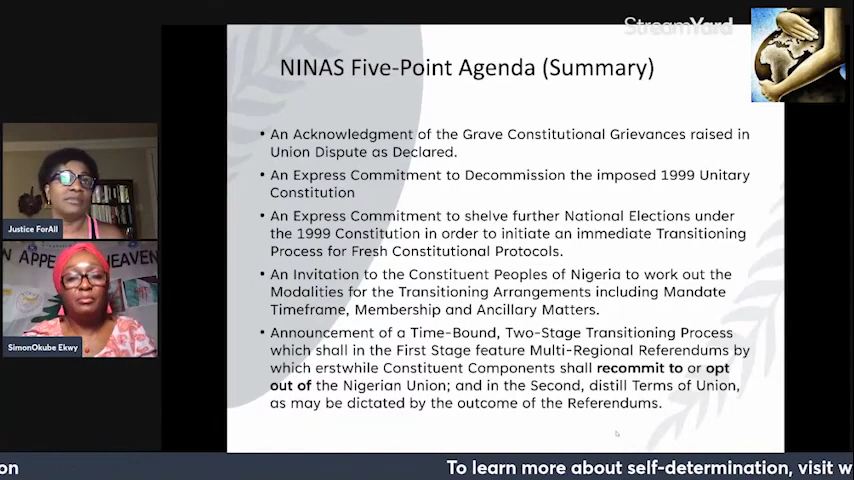 StreamYard
NINAS Five-Point Agenda (Summary)
• An Acknowledgment of the Grave Constitutional Grievances raised in
Union Dispute as Declared.
• An Express Commitment to Decommission the imposed 1999 Unitary
Constitution
• An Express Commitment to shelve further National Elections under
the 1999 Constitution in order to initiate an immediate Transitioning
Process for Fresh Constitutional Protocols.
• An Invitation to the Constituent Peoples of Nigeria to work out the
Modalities for the Transitioning Arrangements including Mandate
Timeframe, Membership and Ancillary Matters.
• Announcement of a Time-Bound, Two-Stage Transitioning Process
which shall in the First Stage feature Multi-Regional Referendums by
which erstwhile Constituent Components shall recommit to or opt
out of the Nigerian Union; and in the Second, distill Terms of Union,
as may be dictated by the outcome of the Referendums.
Justice ForAll
N APPE HEAVEN
SimonOkube Ekwy
on
To learn more about self-determination, visit w